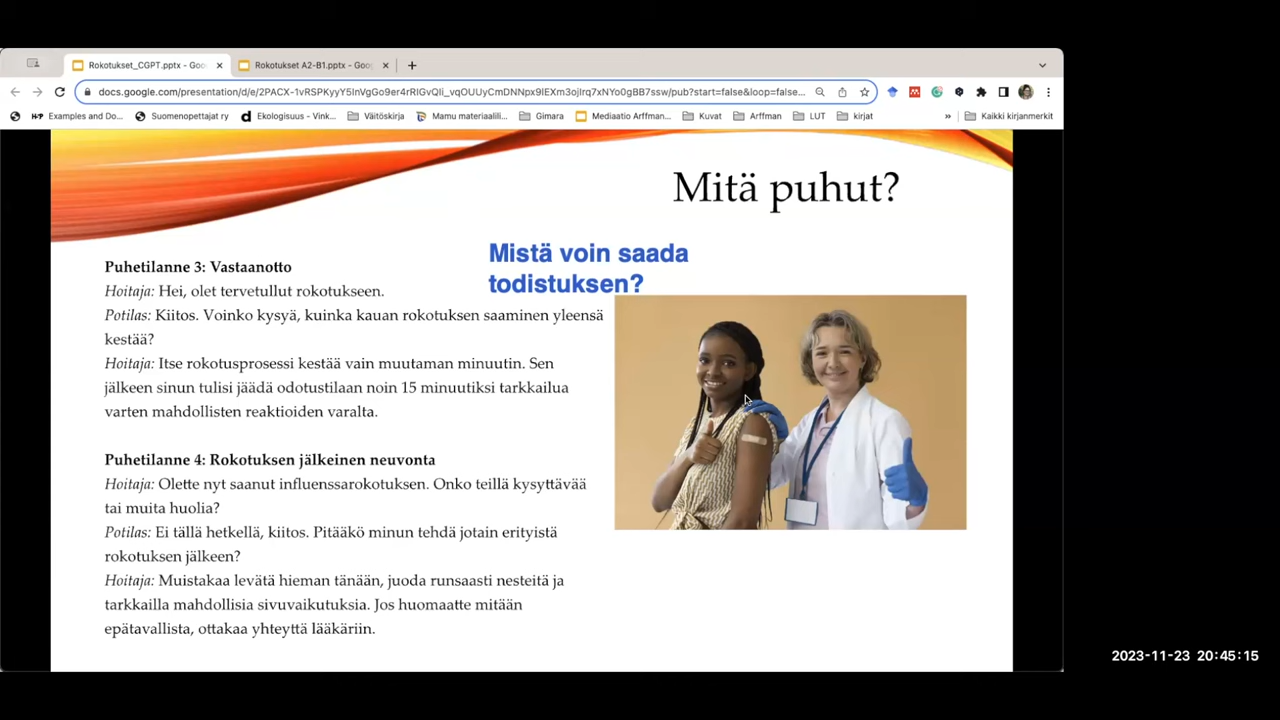 Rokotukset_CGPT.pptx - Goo
Rokotukset A2-B1.pptx - Goo
docs.google.com/presentation/d/e/2PACX-1vRSPKyyY5InVgGo9er4rRIGvQIi_vqOUUyCmDNNpx9IEXm3ojIrq7xNYo0gBB7ssw/pub?start=false&loop=false...
Examples and Do...
Suomenopettajat ry
Ekologisuus - Vink...
Väitöskirja
Mamu materiaalili...
Gimara
Mediaatio Arffman...
Kuvat
Arffman
LUT
kirjat
»
Kaikki kirjanmerkit
Mitä puhut?
Mistä voin saada
todistuksen?
Puhetilanne 3: Vastaanotto
Hoitaja: Hei, olet tervetullut rokotukseen.
Potilas: Kiitos. Voinko kysyä, kuinka kauan rokotuksen saaminen yleensä
kestää?
Hoitaja: Itse rokotusprosessi kestää vain muutaman minuutin. Sen
jälkeen sinun tulisi jäädä odotustilaan noin 15 minuutiksi tarkkailua
varten mahdollisten reaktioiden varalta.
Puhetilanne 4: Rokotuksen jälkeinen neuvonta
Hoitaja: Olette nyt saanut influenssarokotuksen. Onko teillä kysyttävää
tai muita huolia?
Potilas: Ei tällä hetkellä, kiitos. Pitääkö minun tehdä jotain erityistä
rokotuksen jälkeen?
Hoitaja: Muistakaa levätä hieman tänään, juoda runsaasti nesteitä ja
tarkkailla mahdollisia sivuvaikutuksia. Jos huomaatte mitään
epätavallista, ottakaa yhteyttä lääkäriin.
2023-11-23 20:45:15